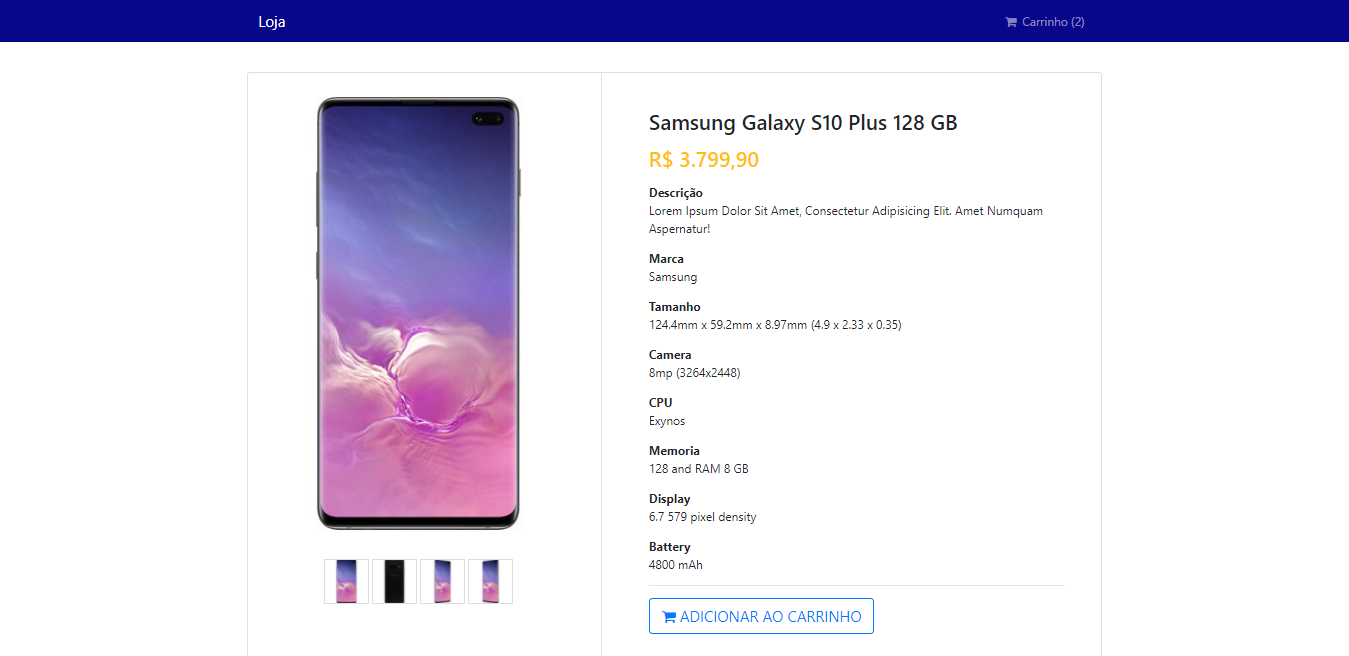 Loja
Carrinho (2)
Samsung Galaxy S10 Plus 128 GB
R$ 3.799,90
Descrição
Lorem Ipsum Dolor Sit Amet, Consectetur Adipisicing Elit. Amet Numquam
Aspernatur!
Marca
Samsung
Tamanho
124.4mm x 59.2mm x 8.97mm (4.9 x 2.33 x 0.35)
Camera
8mp (3264x2448)
CPU
Exynos
Memoria
128 and RAM 8 GB
Display
6.7 579 pixel density
Battery
4800 mAh
ADICIONAR AO CARRINHO